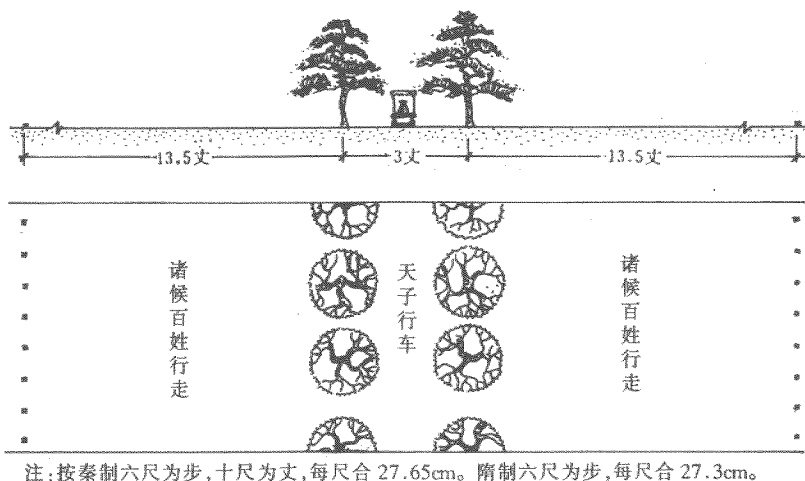 13.5丈 3丈 13.5丈
诸候百姓行走
天子行车
诸候百姓行走
注:按秦制六尺为步,十尺为丈,每尺合27.65cm。隋制六尺为步,每尺合27.3cm。